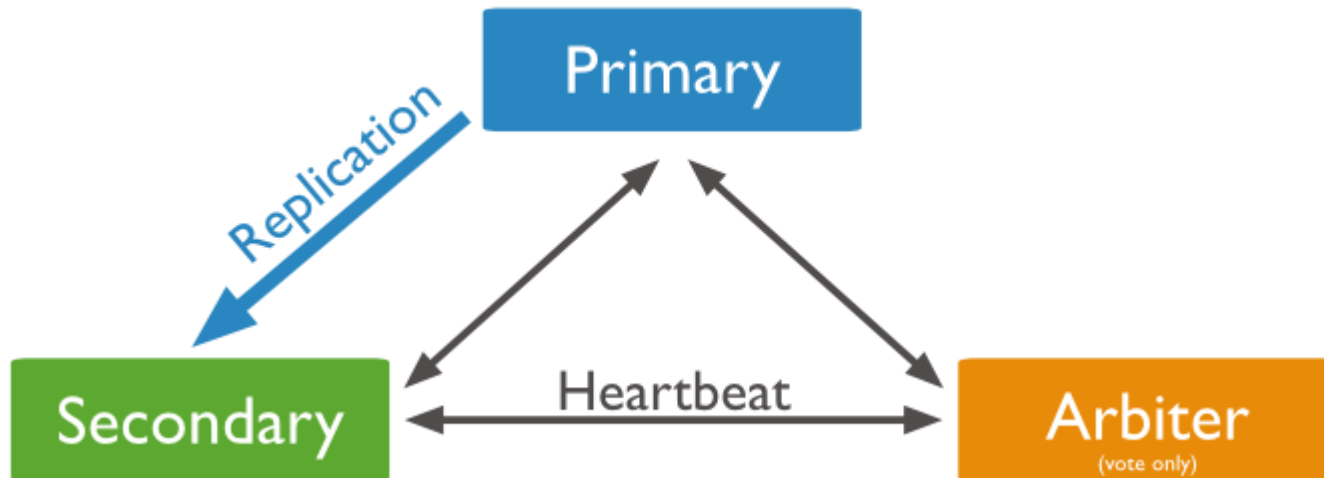 Primary
Replication
Heartbeat
Secondary
Arbiter
(vote only)